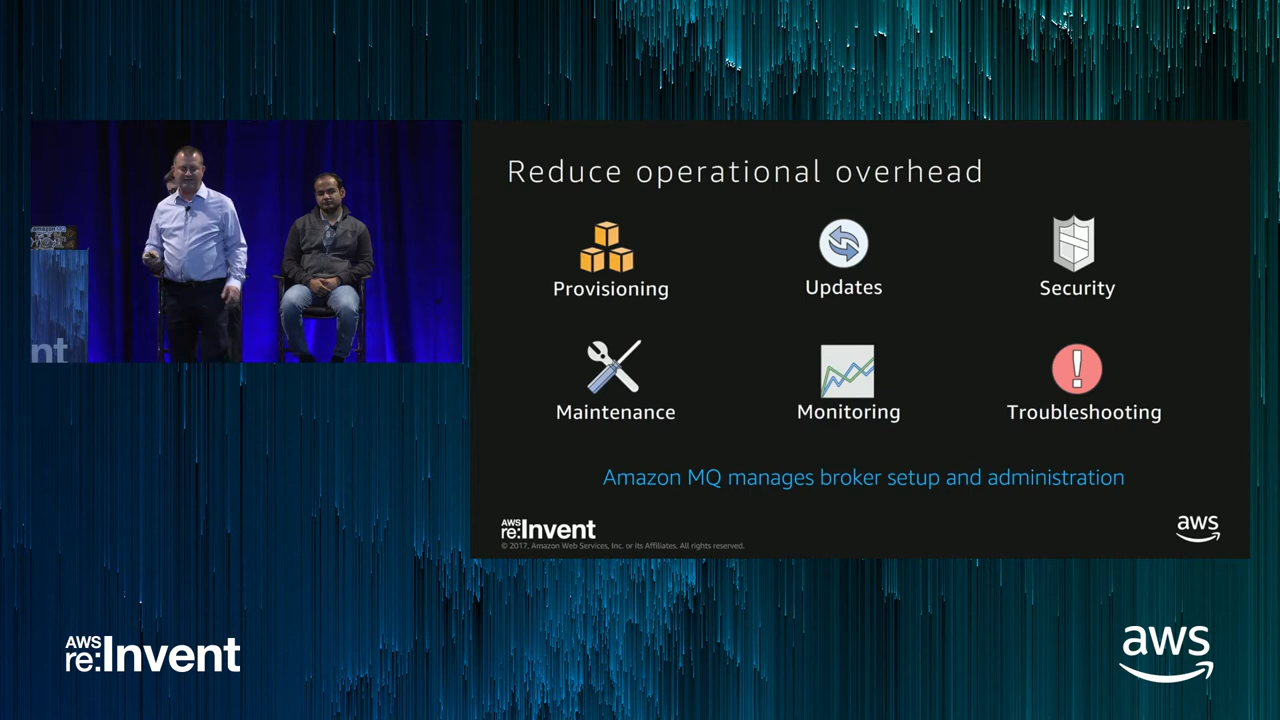 Reduce operational overhead
Provisioning
Updates
Security
Maintenance
Monitoring
Troubleshooting
Amazon MQ manages broker setup and administration
AWS
re:Invent
© 2017, Amazon Web Services, Inc. or its Affiliates. All rights reserved.
aws
nt
AWS
re:Invent
aws